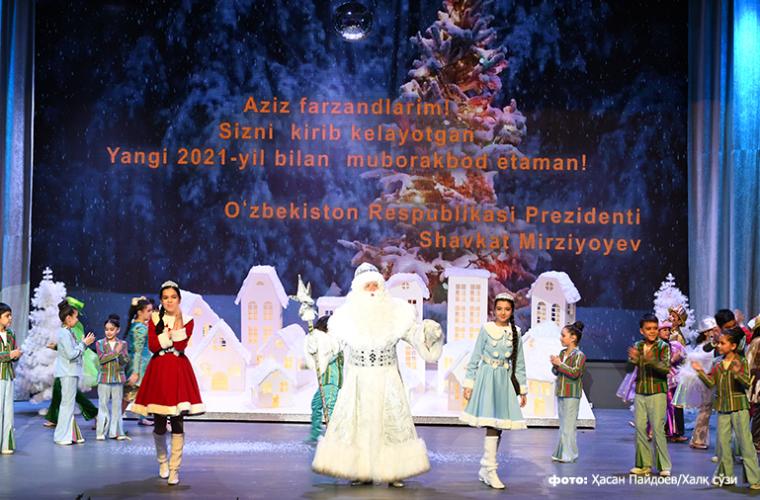 Aziz farzandlarim!
Sizni kirib kelayotgan
Yangi 2021-yil bilan muborakbod etaman!
Oʻzbekiston Respublikasi Prezidenti
Shavkat Mirziyoyev
фото: Ҳасан Пайдоев/Халқ сўзи